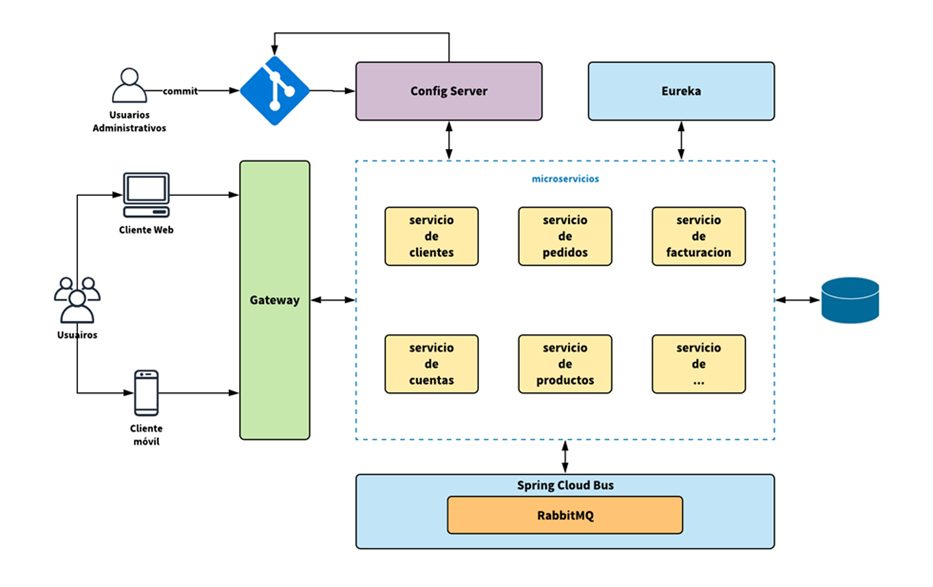 commit
Config Server
Eureka
Usuarios
Administrativos
microservicios
Cliente Web
servicio
de
clientes
servicio
de
pedidos
servicio
de
facturacion
Gateway
Usuairos
servicio
de
cuentas
servicio
de
productos
servicio
de
...
Cliente
móvil
Spring Cloud Bus
RabbitMQ